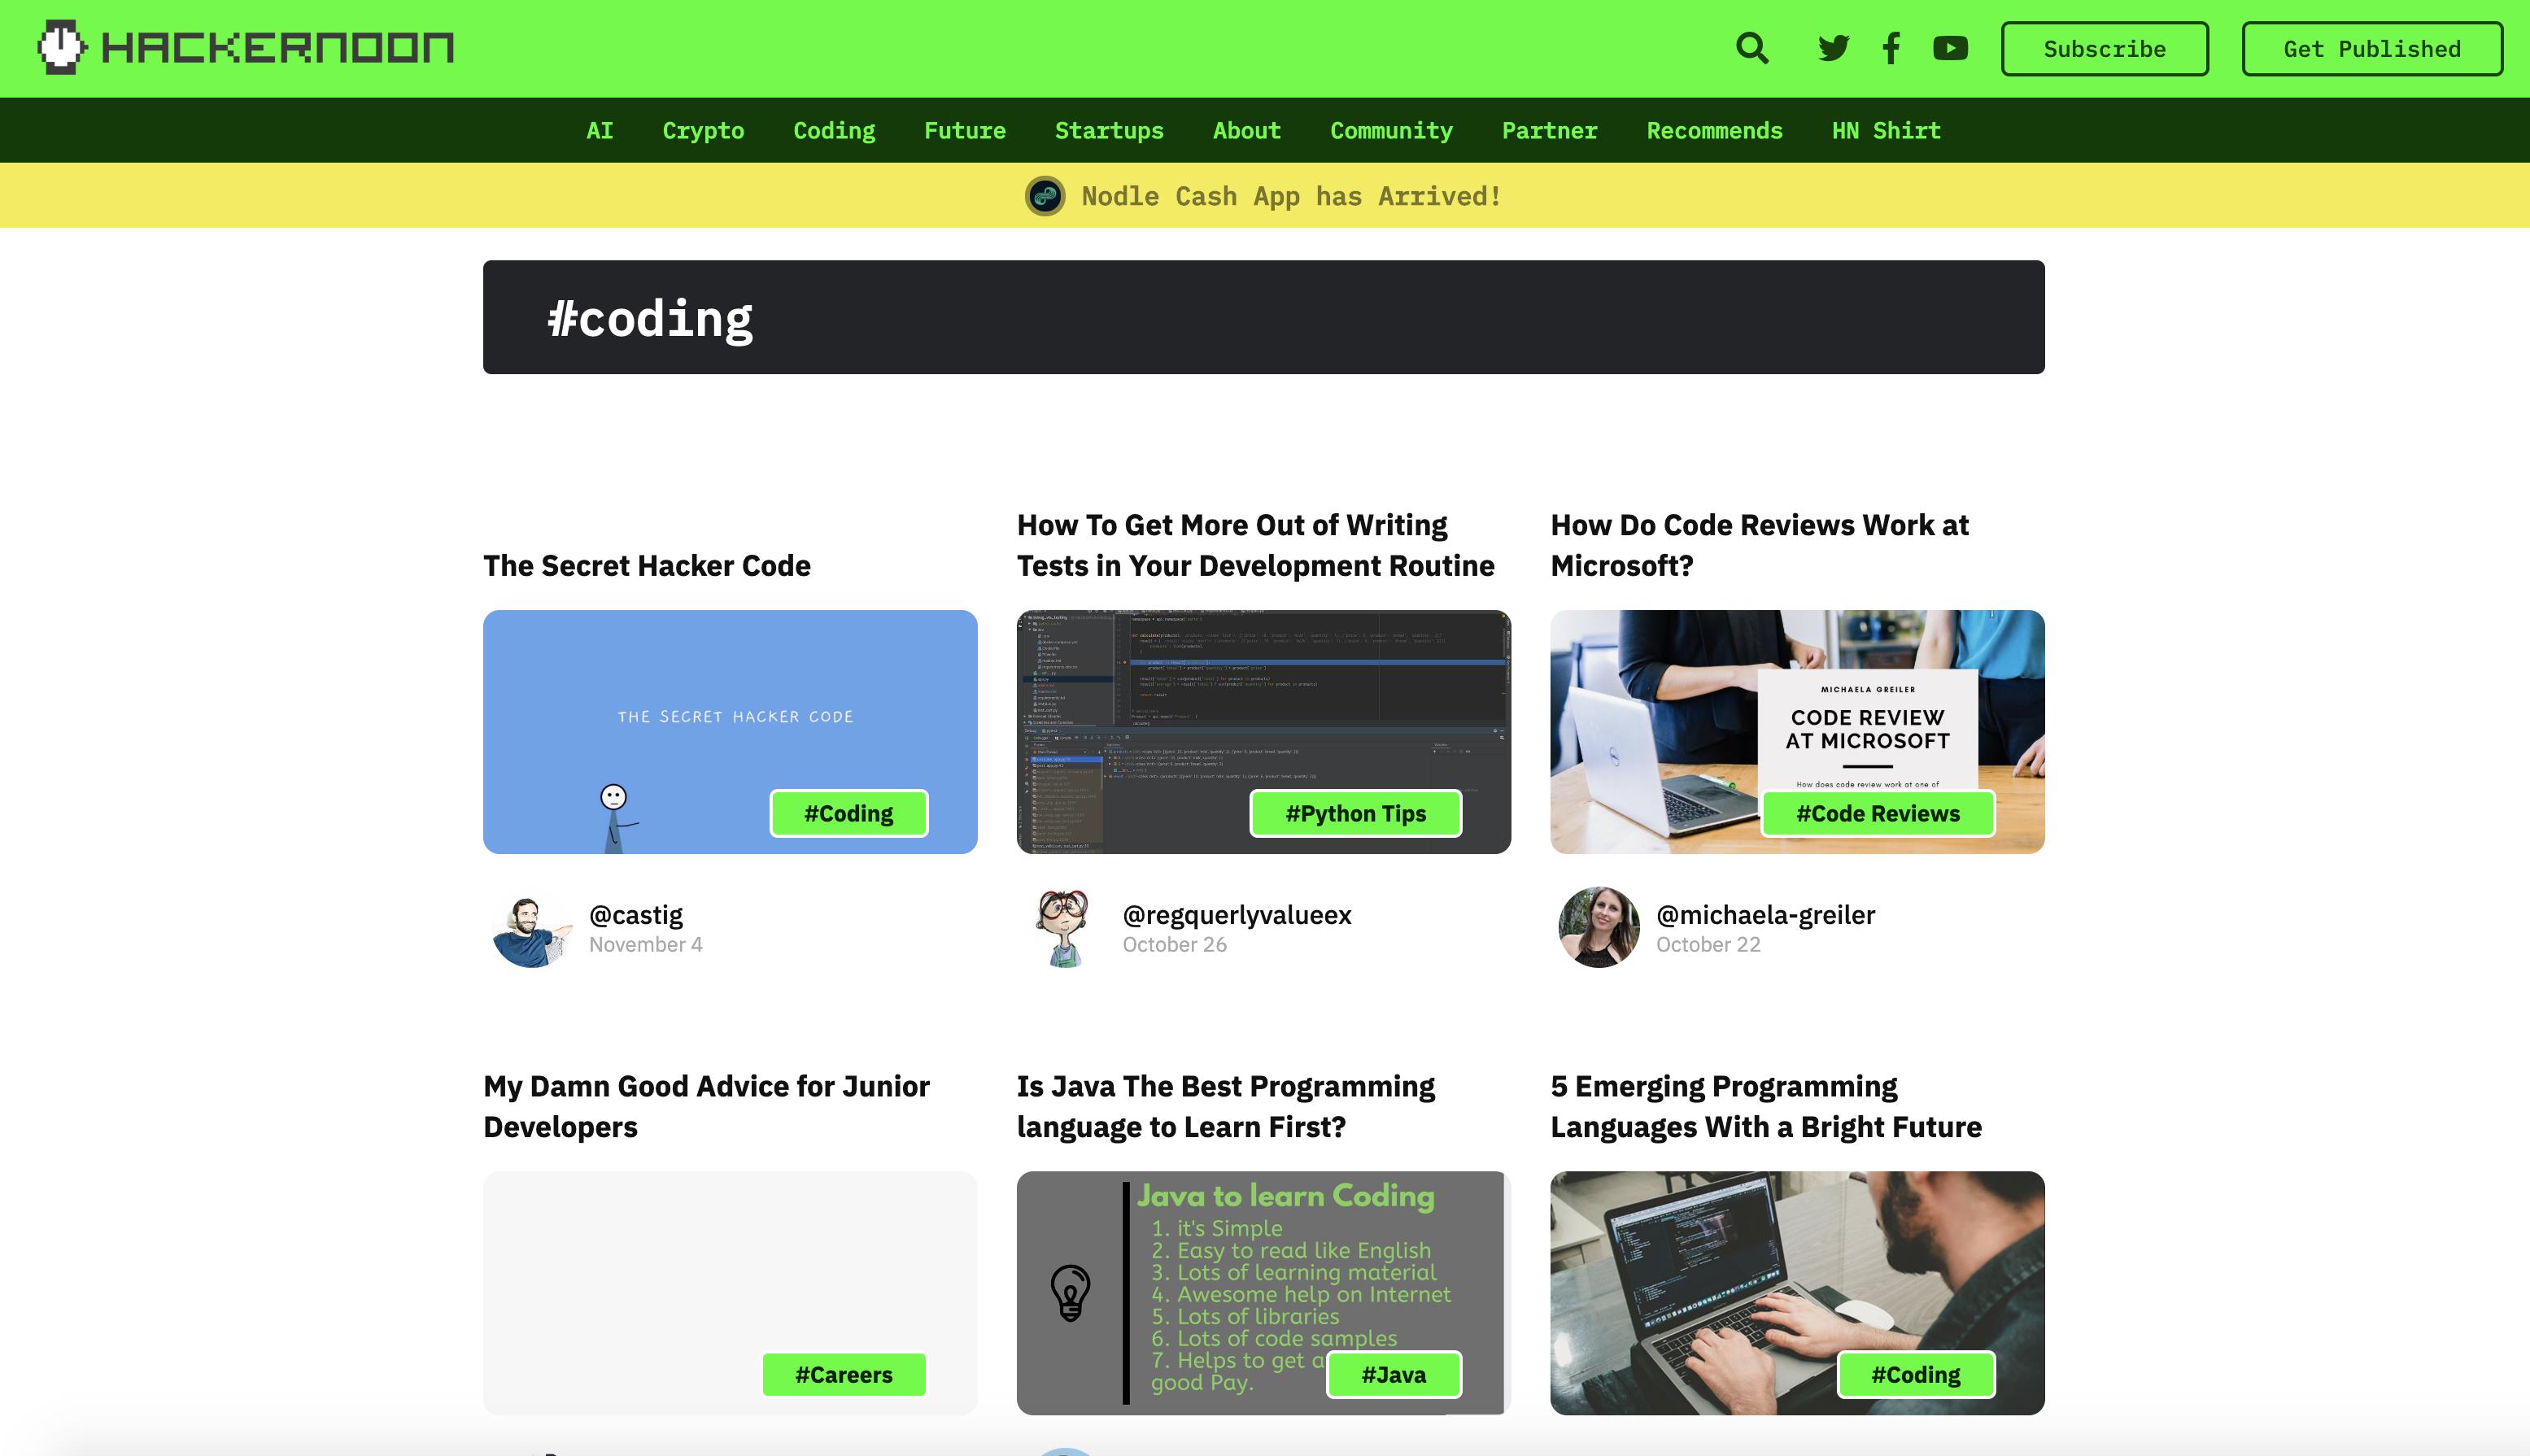 HACKERNOON
Subscribe
Get Published
AI Crypto Coding Future Startups About Community Partner Recommends HN Shirt
Nodle Cash App has Arrived!
#coding
The Secret Hacker Code
THE SECRET HACKER CODE
#Coding
@castig
November 4
How To Get More Out of Writing
Tests in Your Development Routine
#Python Tips
@regquerlyvalueex
October 26
How Do Code Reviews Work at
Microsoft?
MICHAELA GREILER
CODE REVIEW
AT MICROSOFT
How does code review work at one of
#Code Reviews
@michaela-greiler
October 22
My Damn Good Advice for Junior
Developers
#Careers
Is Java The Best Programming
language to Learn First?
Java to learn Coding
1. it's Simple
2. Easy to read like English
3. Lots of learning material
4. Awesome help on Internet
5. Lots of libraries
6. Lots of code samples
7. Helps to get a
good Pay.
#Java
5 Emerging Programming
Languages With a Bright Future
#Coding